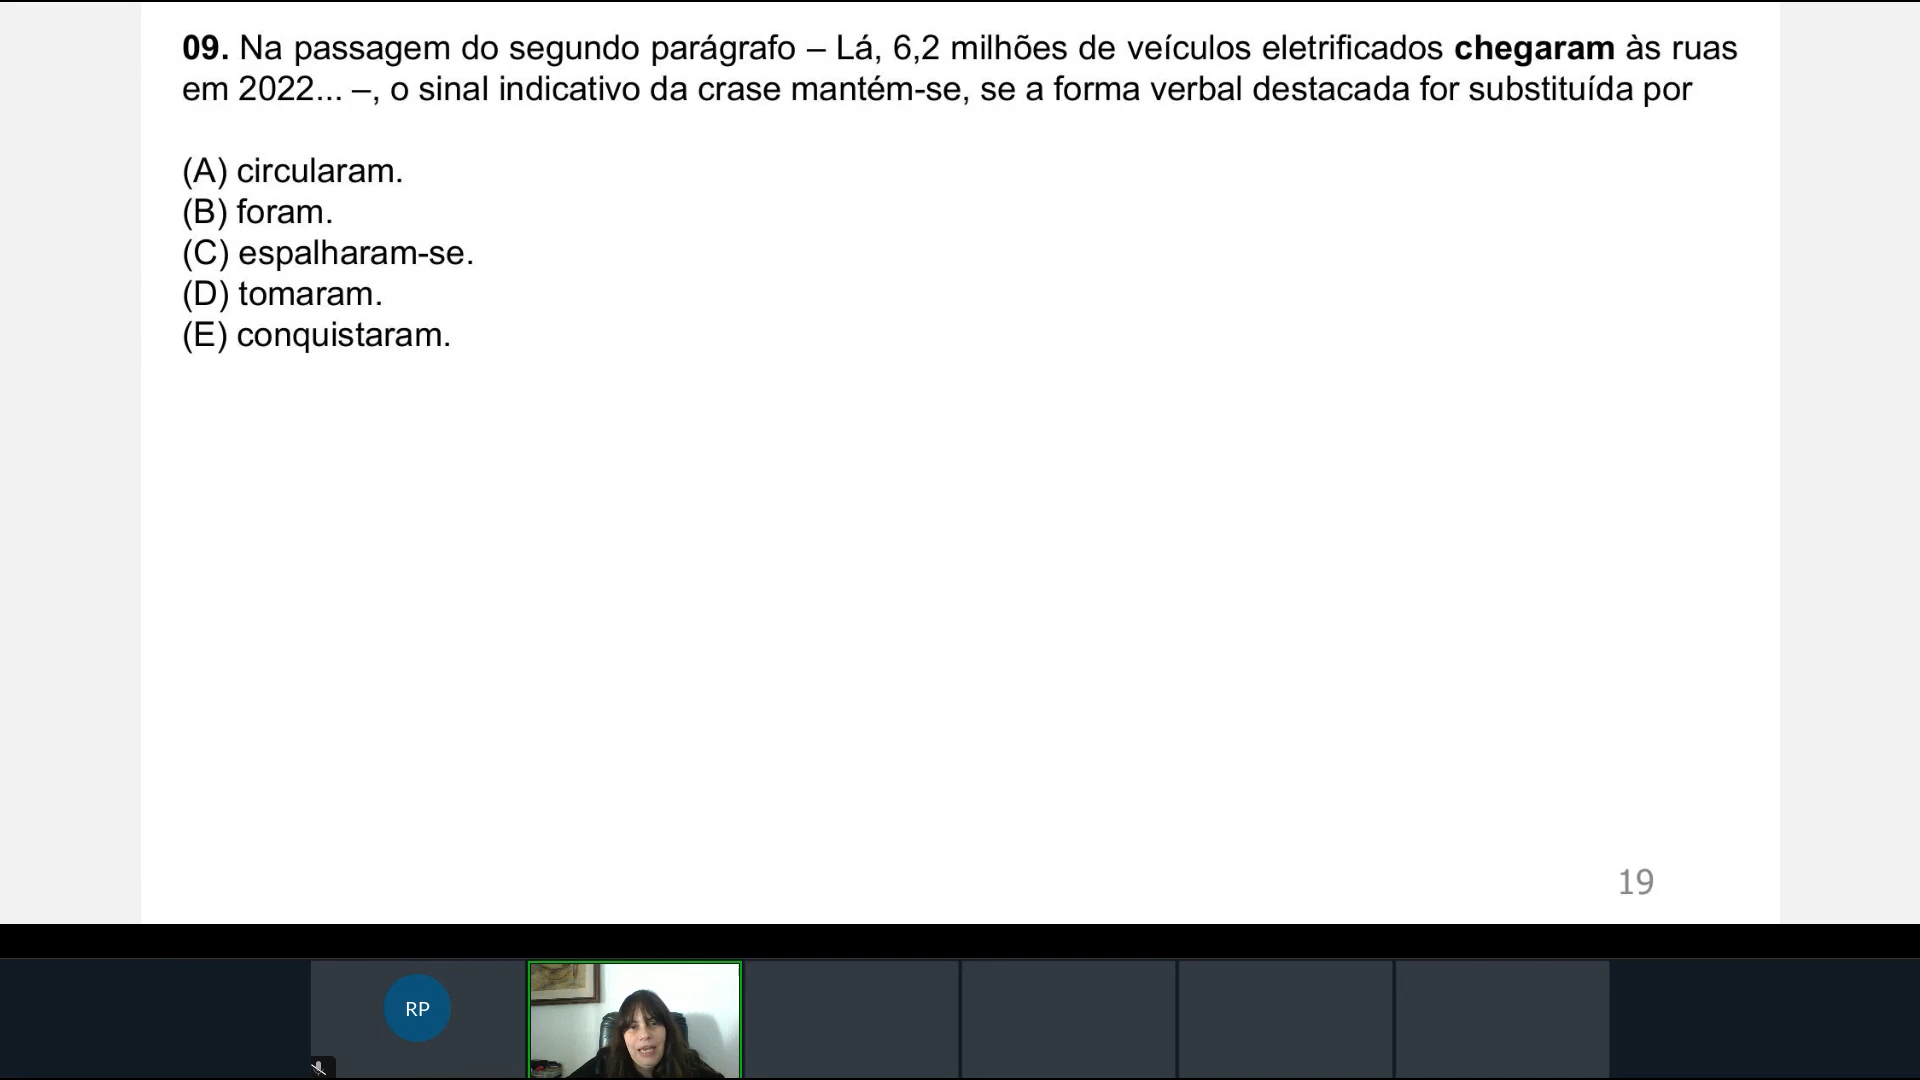 09. Na passagem do segundo parágrafo – Lá, 6,2 milhões de veículos eletrificados chegaram às ruas
em 2022... –, o sinal indicativo da crase mantém-se, se a forma verbal destacada for substituída por
(A) circularam.
(B) foram.
(C) espalharam-se.
(D) tomaram.
(E) conquistaram.
19
RP